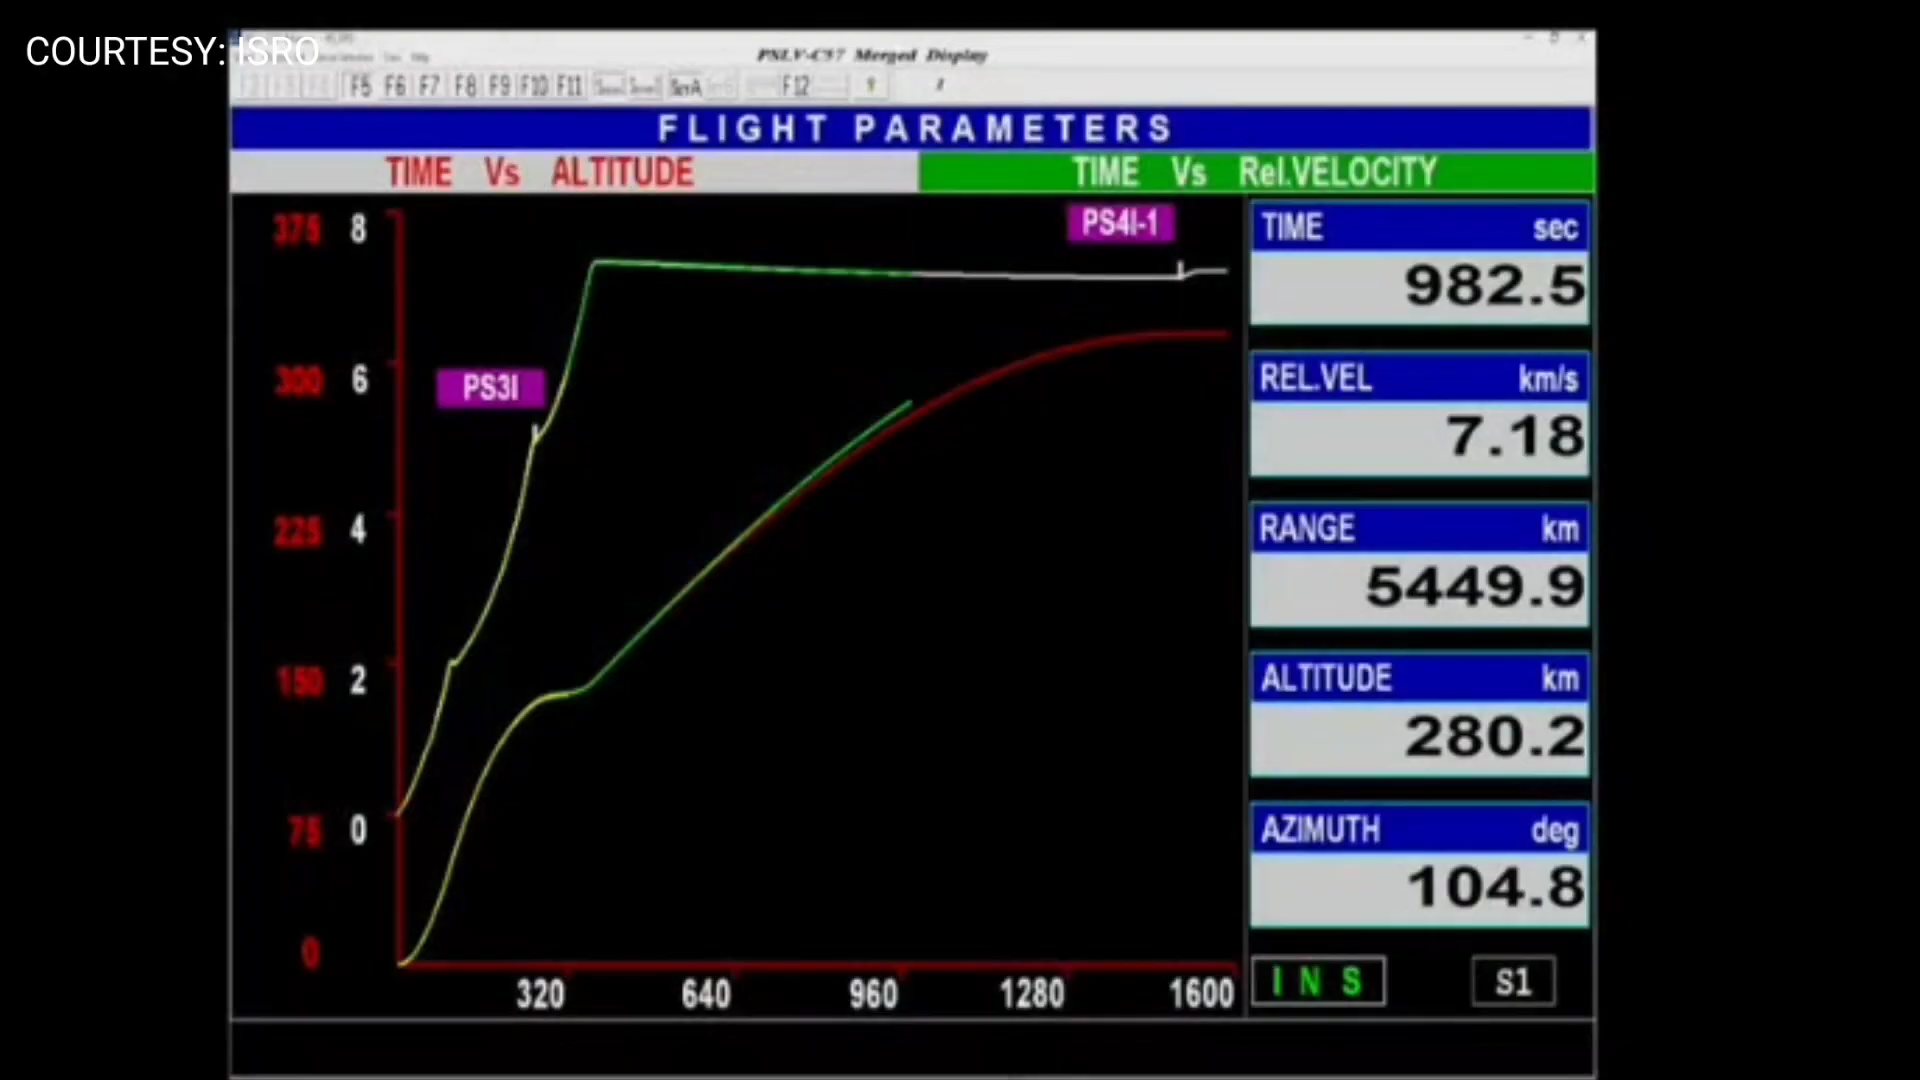 COURTESY: ISRO
PSLV-C57 Merged Display
F5 F6 F7 F8 F9 F10 F11 F12
FLIGHT PARAMETERS
TIME Vs ALTITUDE
TIME Vs Rel.VELOCITY
375 8
300 6
225 4
150 2
75 0
0
PS3I
PS4I-1
320 640 960 1280 1600
TIME sec
982.5
REL.VEL km/s
7.18
RANGE km
5449.9
ALTITUDE km
280.2
AZIMUTH deg
104.8
INS
S1